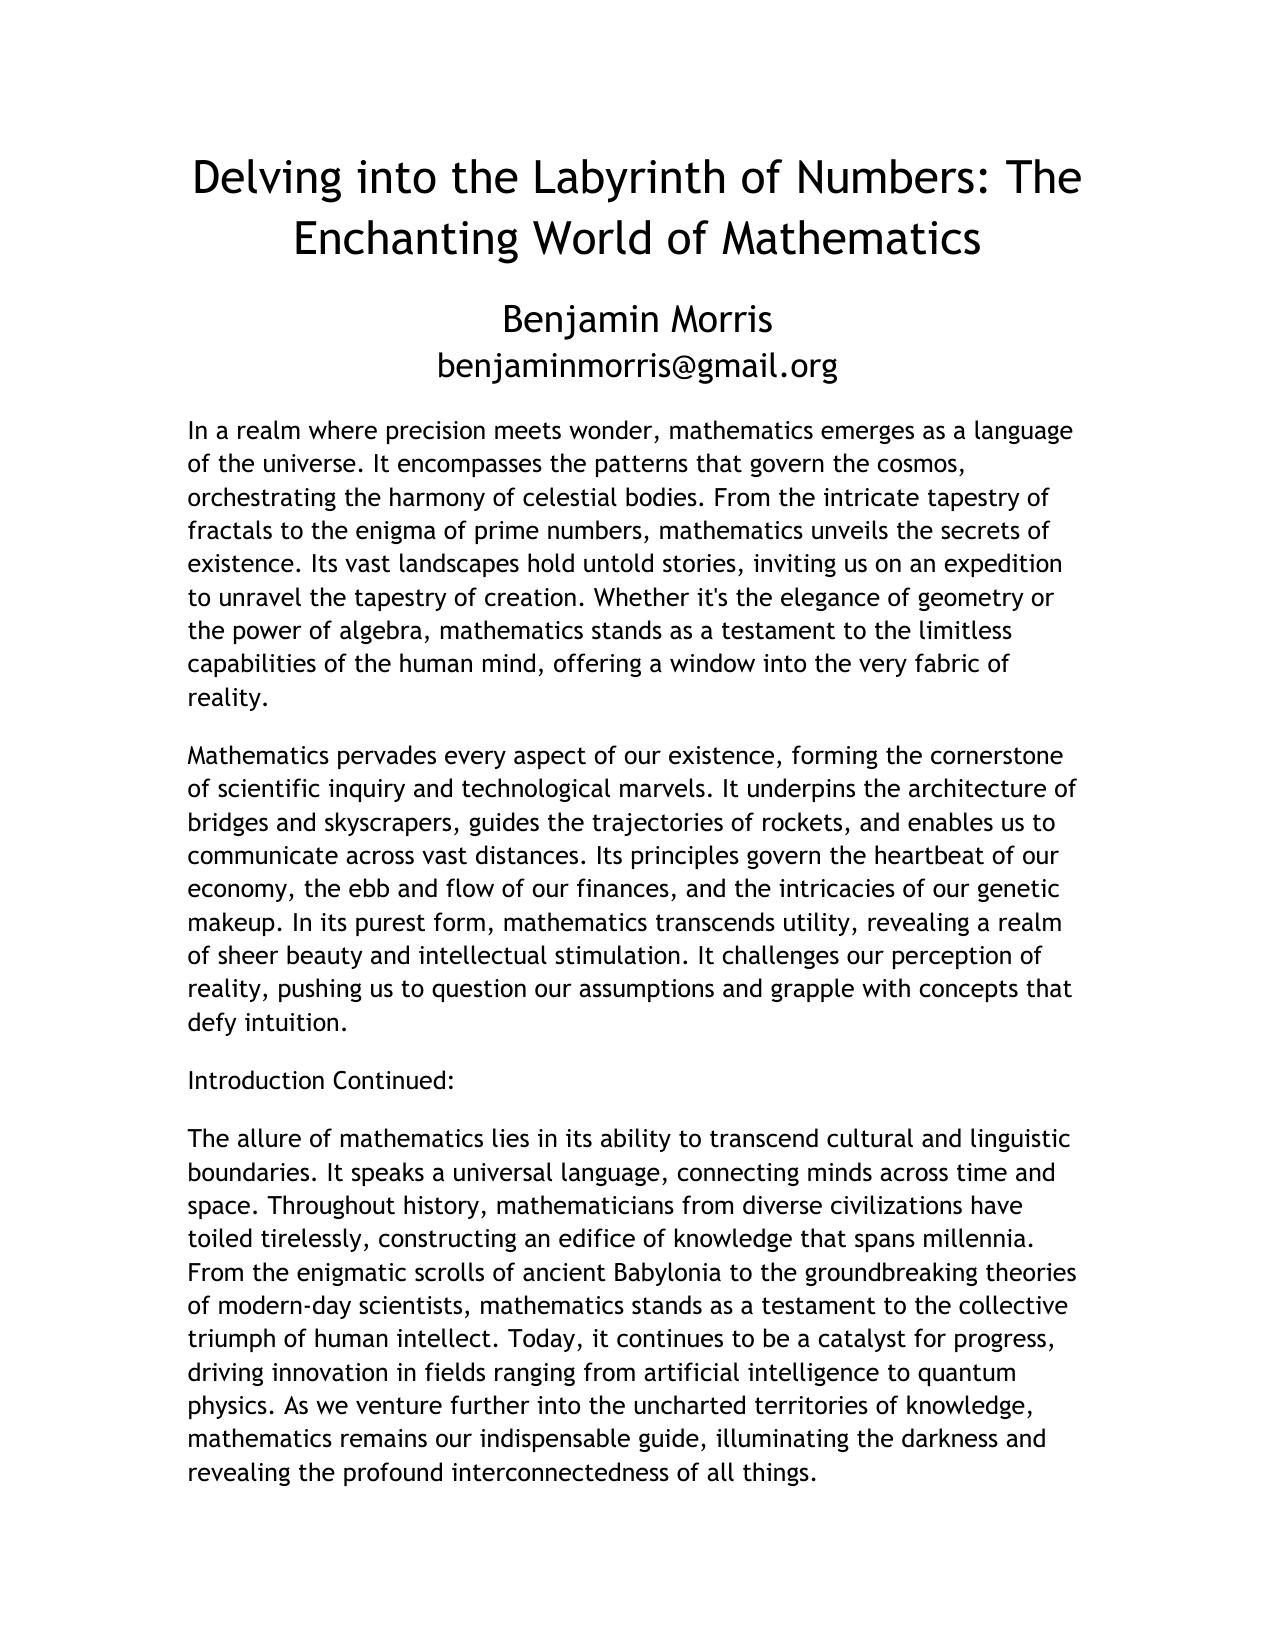 Delving into the Labyrinth of Numbers: The
Enchanting World of Mathematics
Benjamin Morris
benjaminmorris@gmail.org
In a realm where precision meets wonder, mathematics emerges as a language
of the universe. It encompasses the patterns that govern the cosmos,
orchestrating the harmony of celestial bodies. From the intricate tapestry of
fractals to the enigma of prime numbers, mathematics unveils the secrets of
existence. Its vast landscapes hold untold stories, inviting us on an expedition
to unravel the tapestry of creation. Whether it's the elegance of geometry or
the power of algebra, mathematics stands as a testament to the limitless
capabilities of the human mind, offering a window into the very fabric of
reality.
Mathematics pervades every aspect of our existence, forming the cornerstone
of scientific inquiry and technological marvels. It underpins the architecture of
bridges and skyscrapers, guides the trajectories of rockets, and enables us to
communicate across vast distances. Its principles govern the heartbeat of our
economy, the ebb and flow of our finances, and the intricacies of our genetic
makeup. In its purest form, mathematics transcends utility, revealing a realm
of sheer beauty and intellectual stimulation. It challenges our perception of
reality, pushing us to question our assumptions and grapple with concepts that
defy intuition.
Introduction Continued:
The allure of mathematics lies in its ability to transcend cultural and linguistic
boundaries. It speaks a universal language, connecting minds across time and
space. Throughout history, mathematicians from diverse civilizations have
toiled tirelessly, constructing an edifice of knowledge that spans millennia.
From the enigmatic scrolls of ancient Babylonia to the groundbreaking theories
of modern-day scientists, mathematics stands as a testament to the collective
triumph of human intellect. Today, it continues to be a catalyst for progress,
driving innovation in fields ranging from artificial intelligence to quantum
physics. As we venture further into the uncharted territories of knowledge,
mathematics remains our indispensable guide, illuminating the darkness and
revealing the profound interconnectedness of all things.